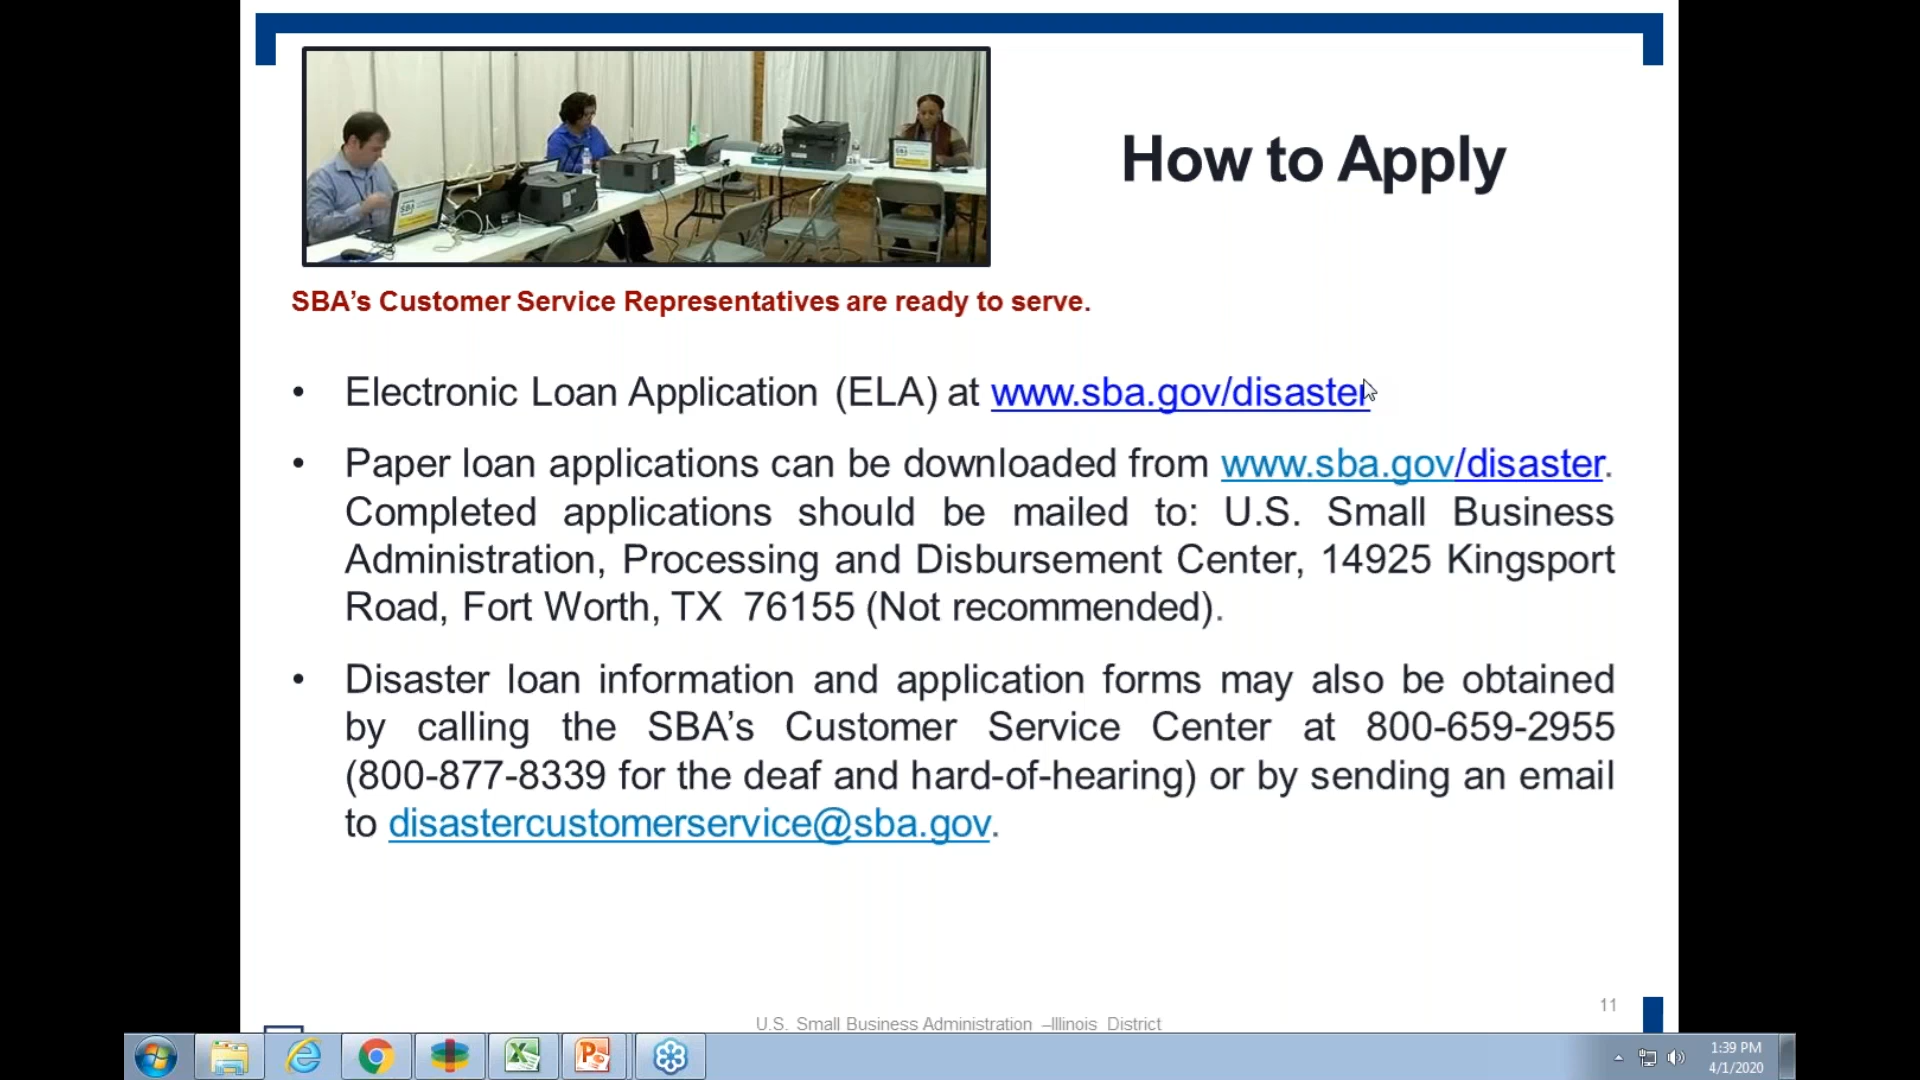 How to Apply
SBA
SBA
SBA’s Customer Service Representatives are ready to serve.
• Electronic Loan Application (ELA) at www.sba.gov/disaster
• Paper loan applications can be downloaded from www.sba.gov/disaster.
Completed applications should be mailed to: U.S. Small Business
Administration, Processing and Disbursement Center, 14925 Kingsport
Road, Fort Worth, TX 76155 (Not recommended).
• Disaster loan information and application forms may also be obtained
by calling the SBA’s Customer Service Center at 800-659-2955
(800-877-8339 for the deaf and hard-of-hearing) or by sending an email
to disastercustomerservice@sba.gov.
11
U.S. Small Business Administration –Illinois District
1:39 PM
4/1/2020